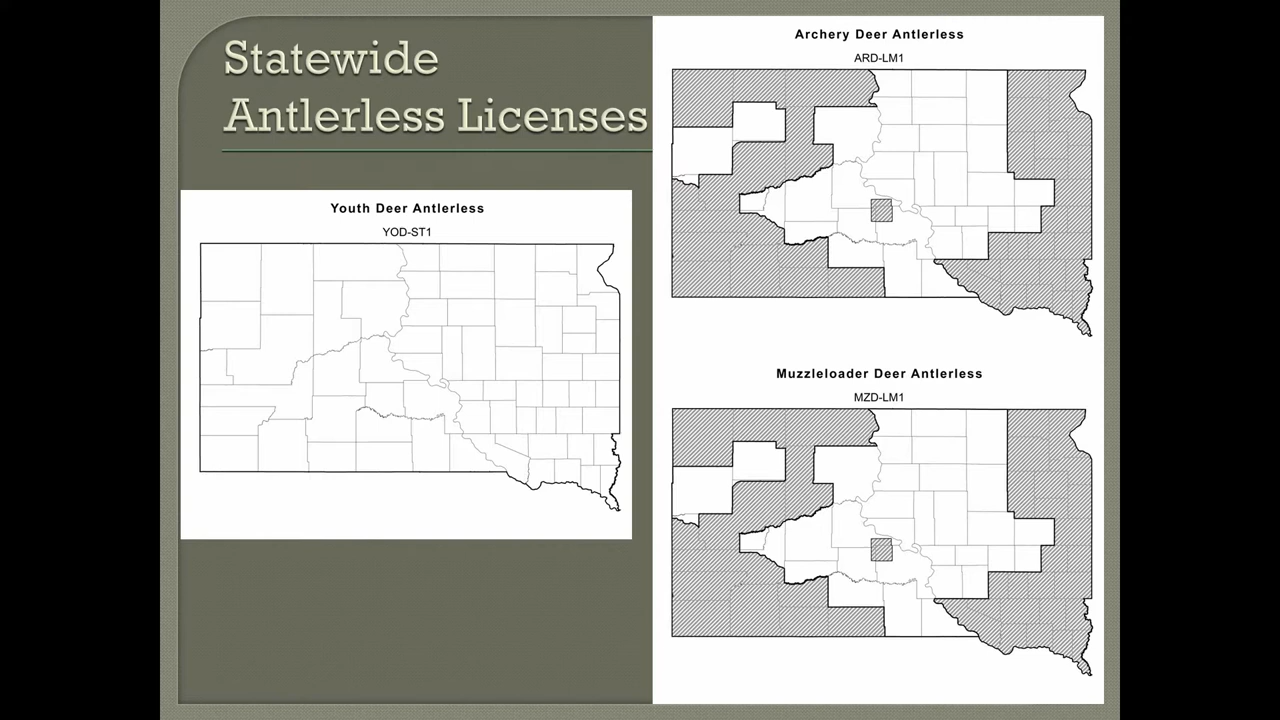 Statewide
Antlerless Licenses
Youth Deer Antlerless
YOD-ST1
Archery Deer Antlerless
ARD-LM1
Muzzleloader Deer Antlerless
MZD-LM1